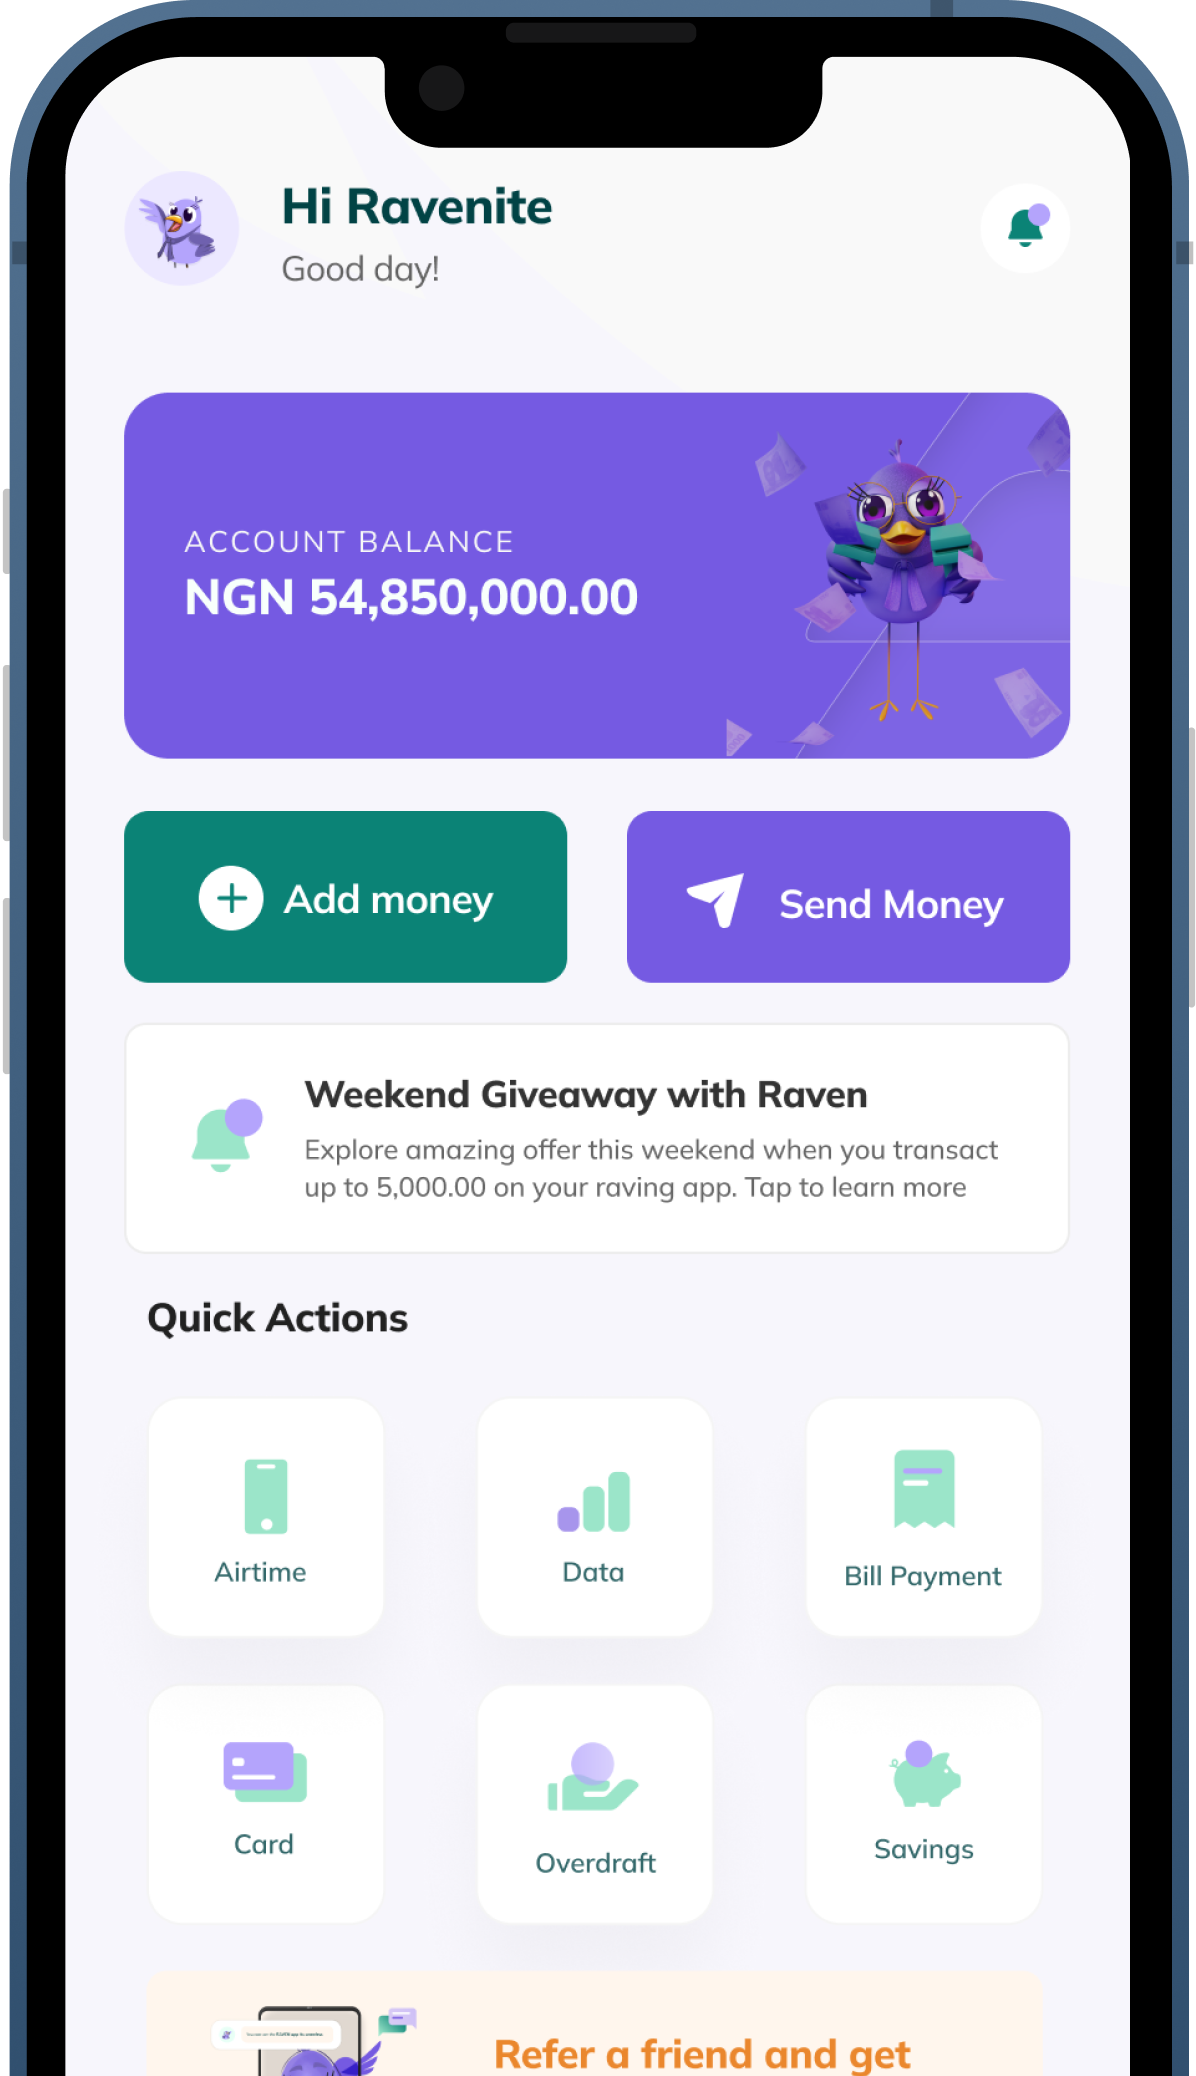 Hi Ravenite
Good day!
ACCOUNT BALANCE
NGN 54,850,000.00
Add money
Send Money
Weekend Giveaway with Raven
Explore amazing offer this weekend when you transact
up to 5,000.00 on your raving app. Tap to learn more
Quick Actions
Airtime
Data
Bill Payment
Card
Overdraft
Savings
Refer a friend and get